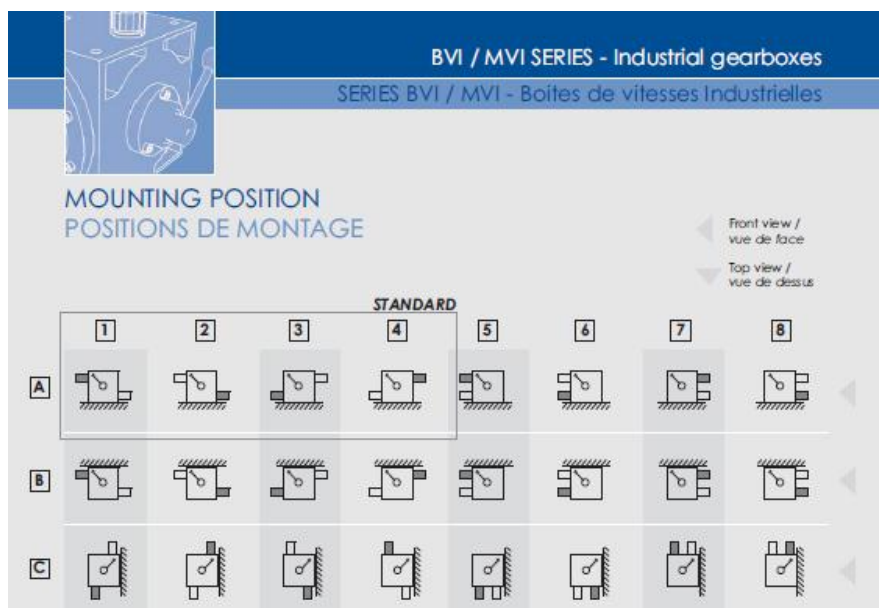 BVI / MVI SERIES - Industrial gearboxes
SERIES BVI / MVI - Boîtes de vitesses Industrielles
MOUNTING POSITION
POSITIONS DE MONTAGE
Front view /
vue de face
Top view /
vue de dessus
STANDARD
1 2 3 4 5 6 7 8
A
B
C